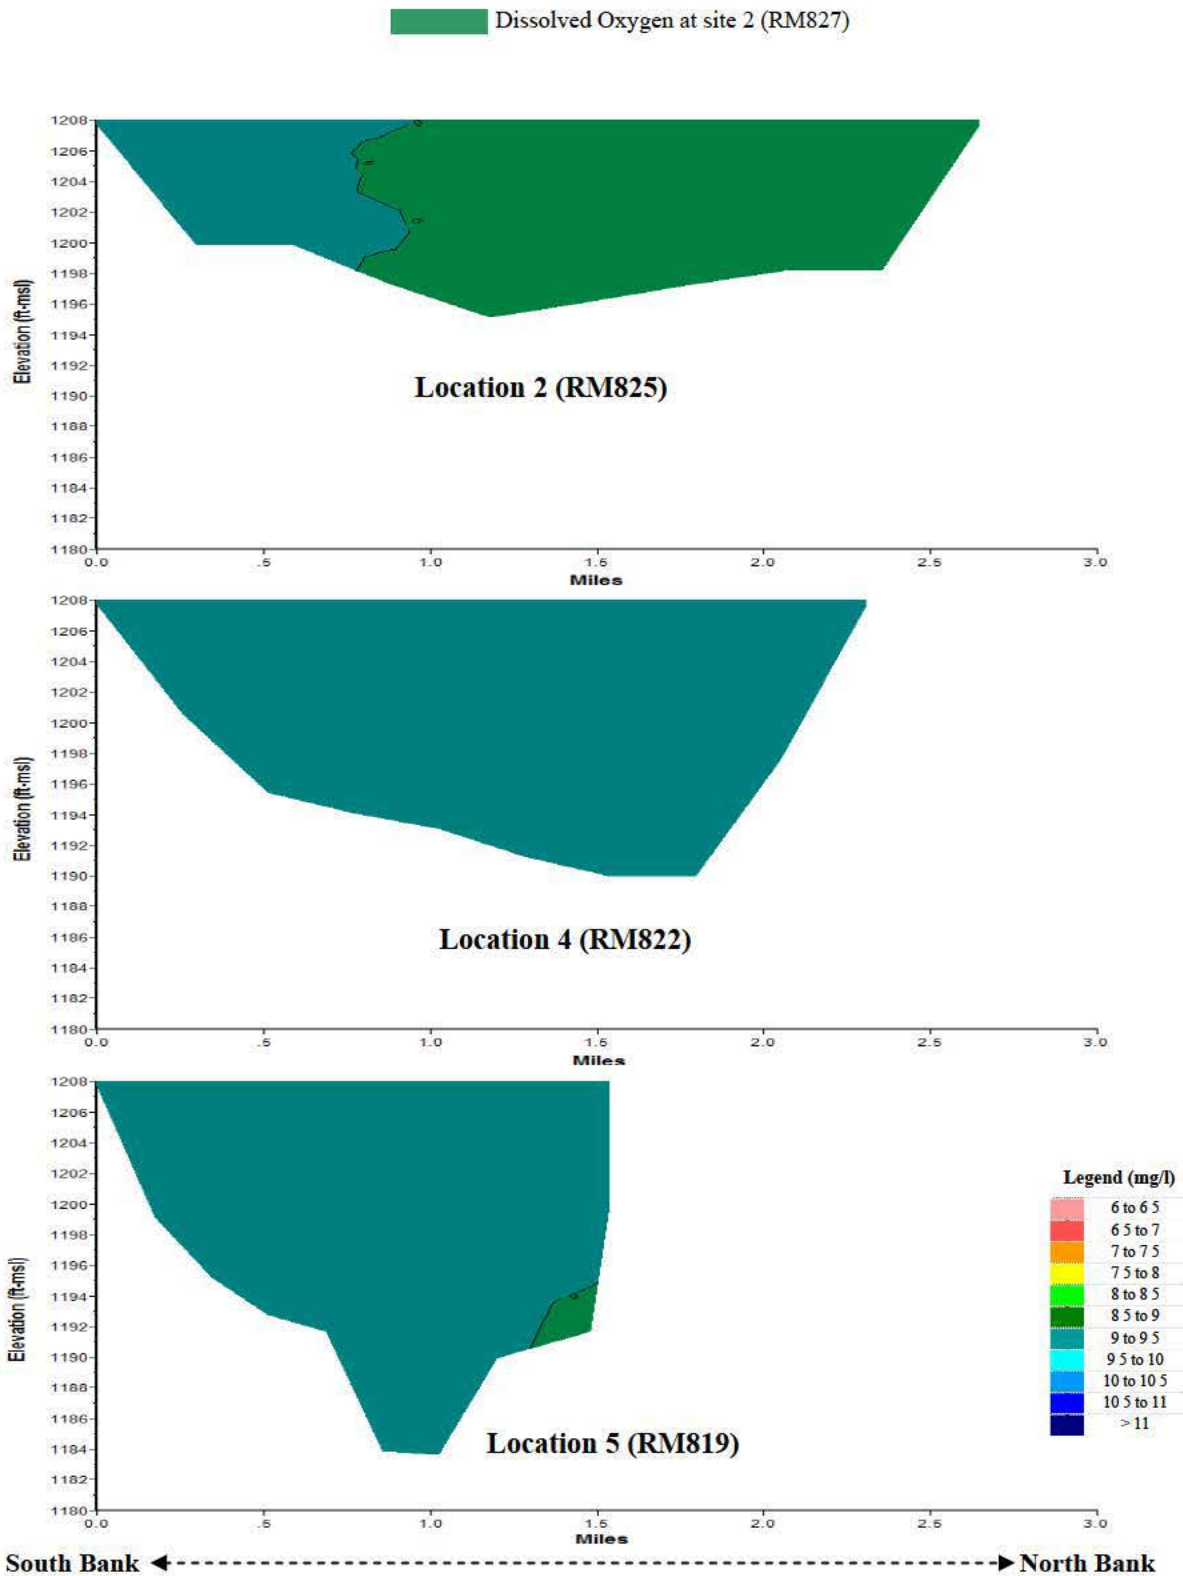 Dissolved Oxygen at site 2 (RM827)
1208
1206
1204
1202
1200
1198
1196
1194
1192
1190
1188
1186
1184
1182
1180
Elevation (ft-msl)
Location 2 (RM825)
0.0 .5 1.0 1.5 2.0 2.5 3.0
Miles
1208
1206
1204
1202
1200
1198
1196
1194
1192
1190
1188
1186
1184
1182
1180
Elevation (ft-msl)
Location 4 (RM822)
0.0 .5 1.0 1.5 2.0 2.5 3.0
Miles
1208
1206
1204
1202
1200
1198
1196
1194
1192
1190
1188
1186
1184
1182
1180
Elevation (ft-msl)
Location 5 (RM819)
0.0 .5 1.0 1.5 2.0 2.5 3.0
Miles
Legend (mg/l)
6 to 6 5
6 5 to 7
7 to 7 5
7 5 to 8
8 to 8 5
8 5 to 9
9 to 9 5
9 5 to 10
10 to 10 5
10 5 to 11
> 11
South Bank North Bank